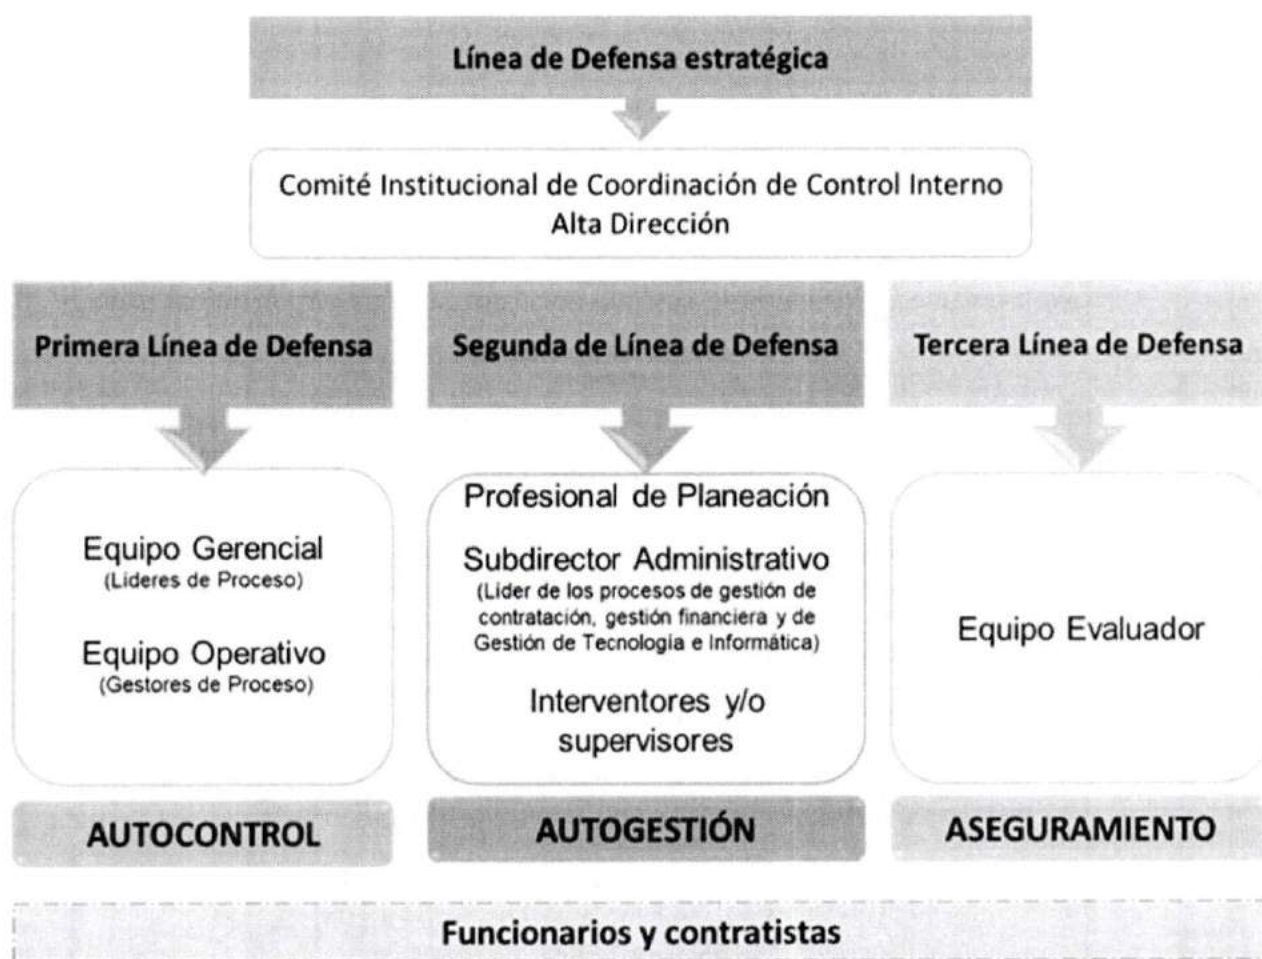 Línea de Defensa estratégica
Comité Institucional de Coordinación de Control Interno
Alta Dirección
Primera Línea de Defensa
Equipo Gerencial
(Líderes de Proceso)
Equipo Operativo
(Gestores de Proceso)
AUTOCONTROL
Segunda de Línea de Defensa
Profesional de Planeación
Subdirector Administrativo
(Líder de los procesos de gestión de
contratación, gestión financiera y de
Gestión de Tecnología e Informática)
Interventores y/o
supervisores
AUTOGESTIÓN
Tercera Línea de Defensa
Equipo Evaluador
ASEGURAMIENTO
Funcionarios y contratistas